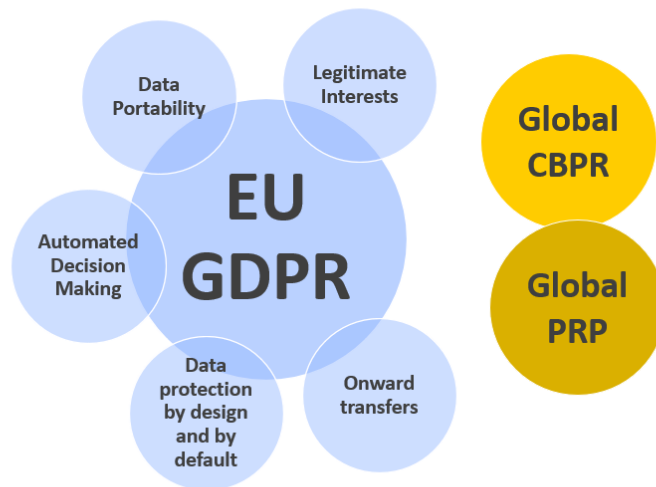 Data
Portability
Legitimate
Interests
EU
GDPR
Automated
Decision
Making
Data
protection
by design
and by
default
Onward
transfers
Global
CBPR
Global
PRP